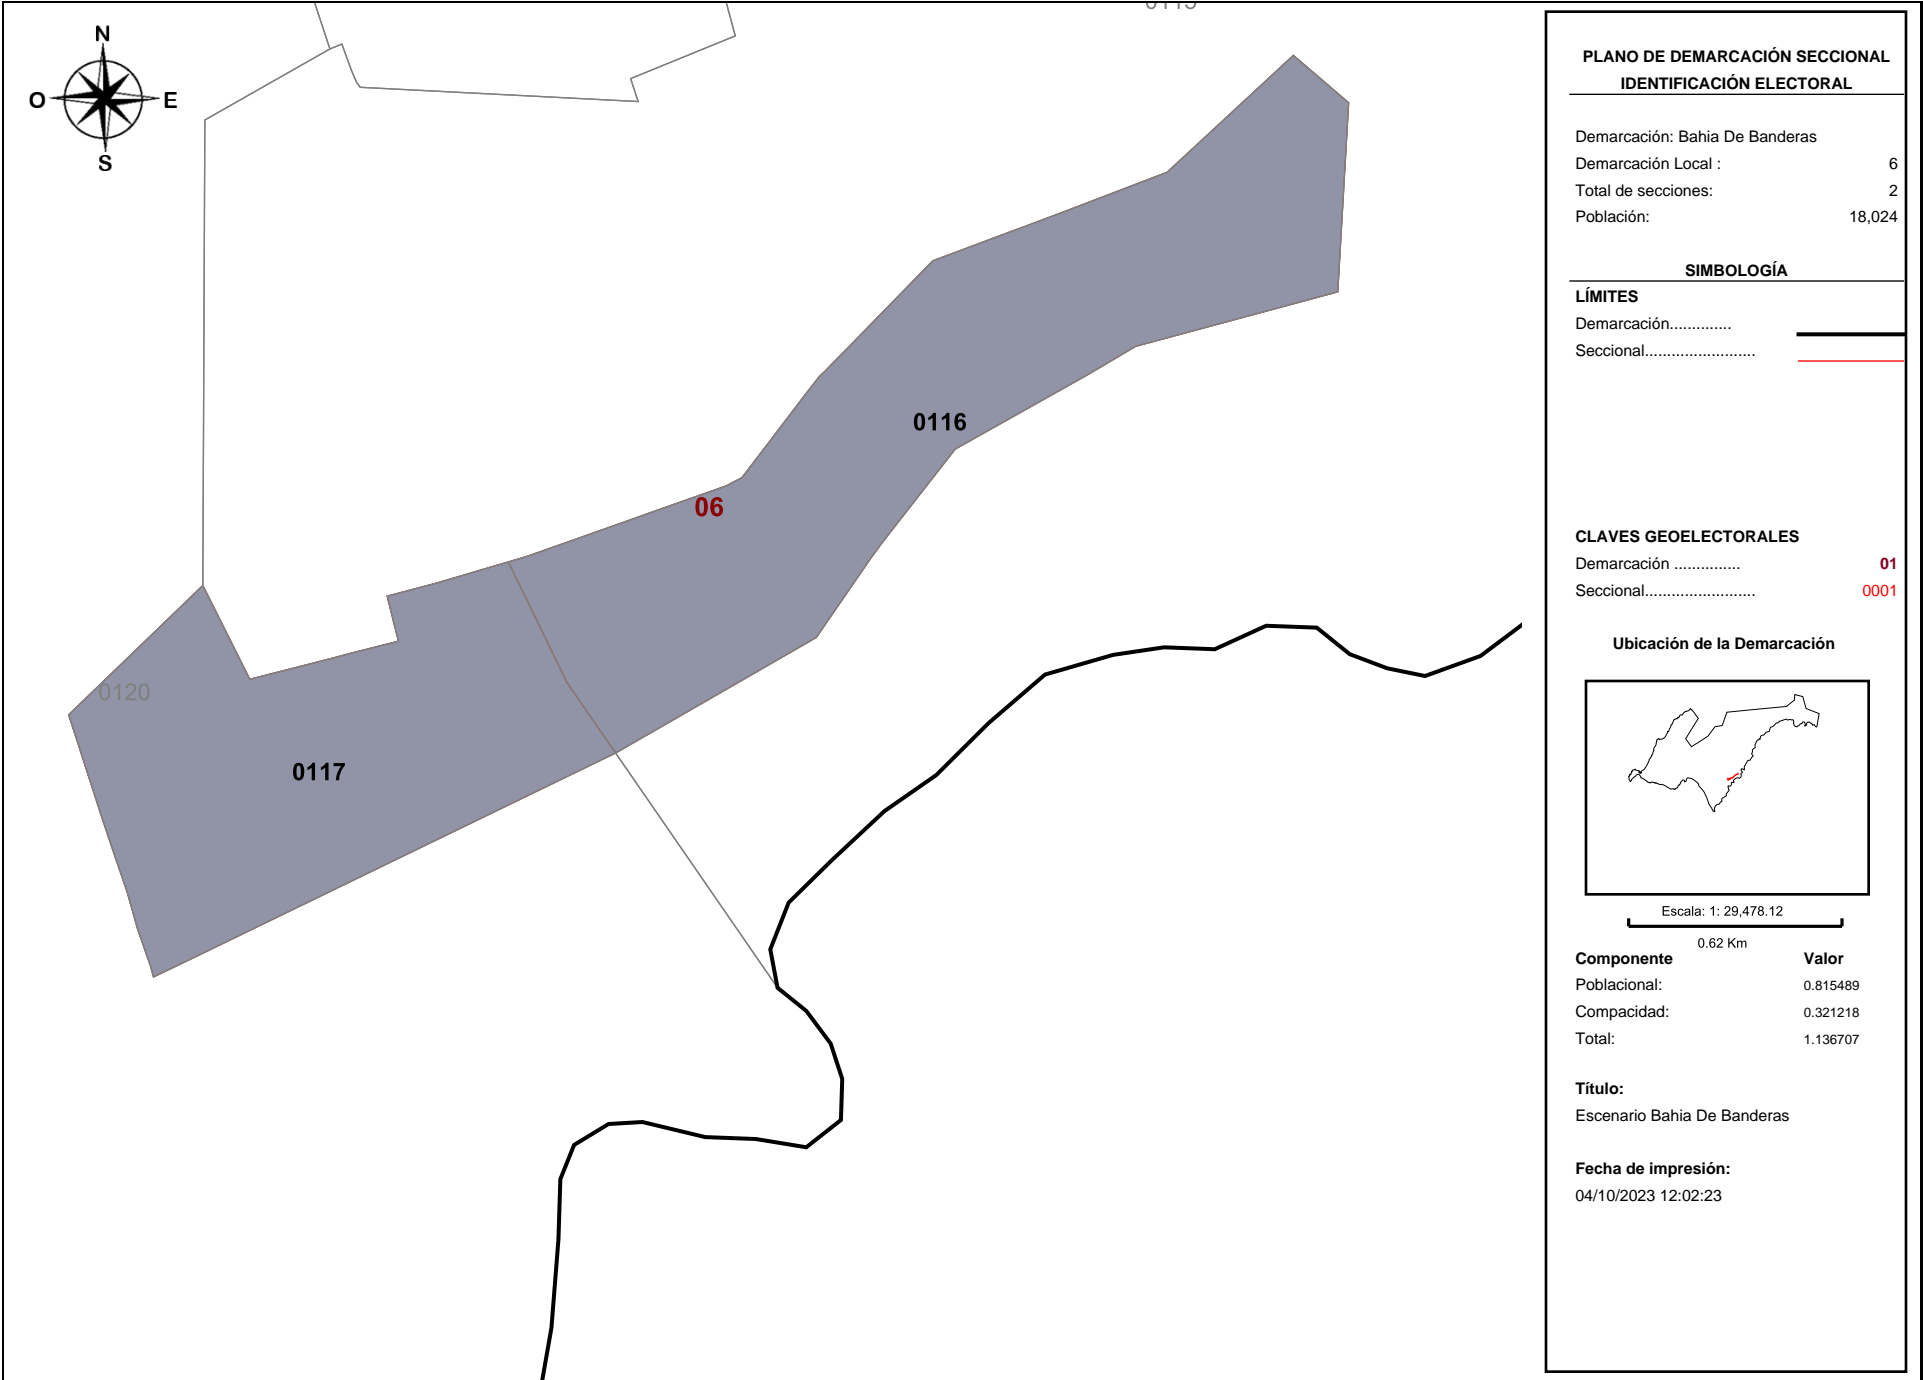 N
O E
S
0116
06
0120
0117
PLANO DE DEMARCACIÓN SECCIONAL
IDENTIFICACIÓN ELECTORAL
Demarcación: Bahia De Banderas
Demarcación Local : 6
Total de secciones: 2
Población: 18,024
SIMBOLOGÍA
LÍMITES
Demarcación..............
Seccional.........................
CLAVES GEOELECTORALES
Demarcación ............... 01
Seccional......................... 0001
Ubicación de la Demarcación
Escala: 1: 29,478.12
0.62 Km
Componente Valor
Poblacional: 0.815489
Compacidad: 0.321218
Total: 1.136707
Título:
Escenario Bahia De Banderas
Fecha de impresión:
04/10/2023 12:02:23